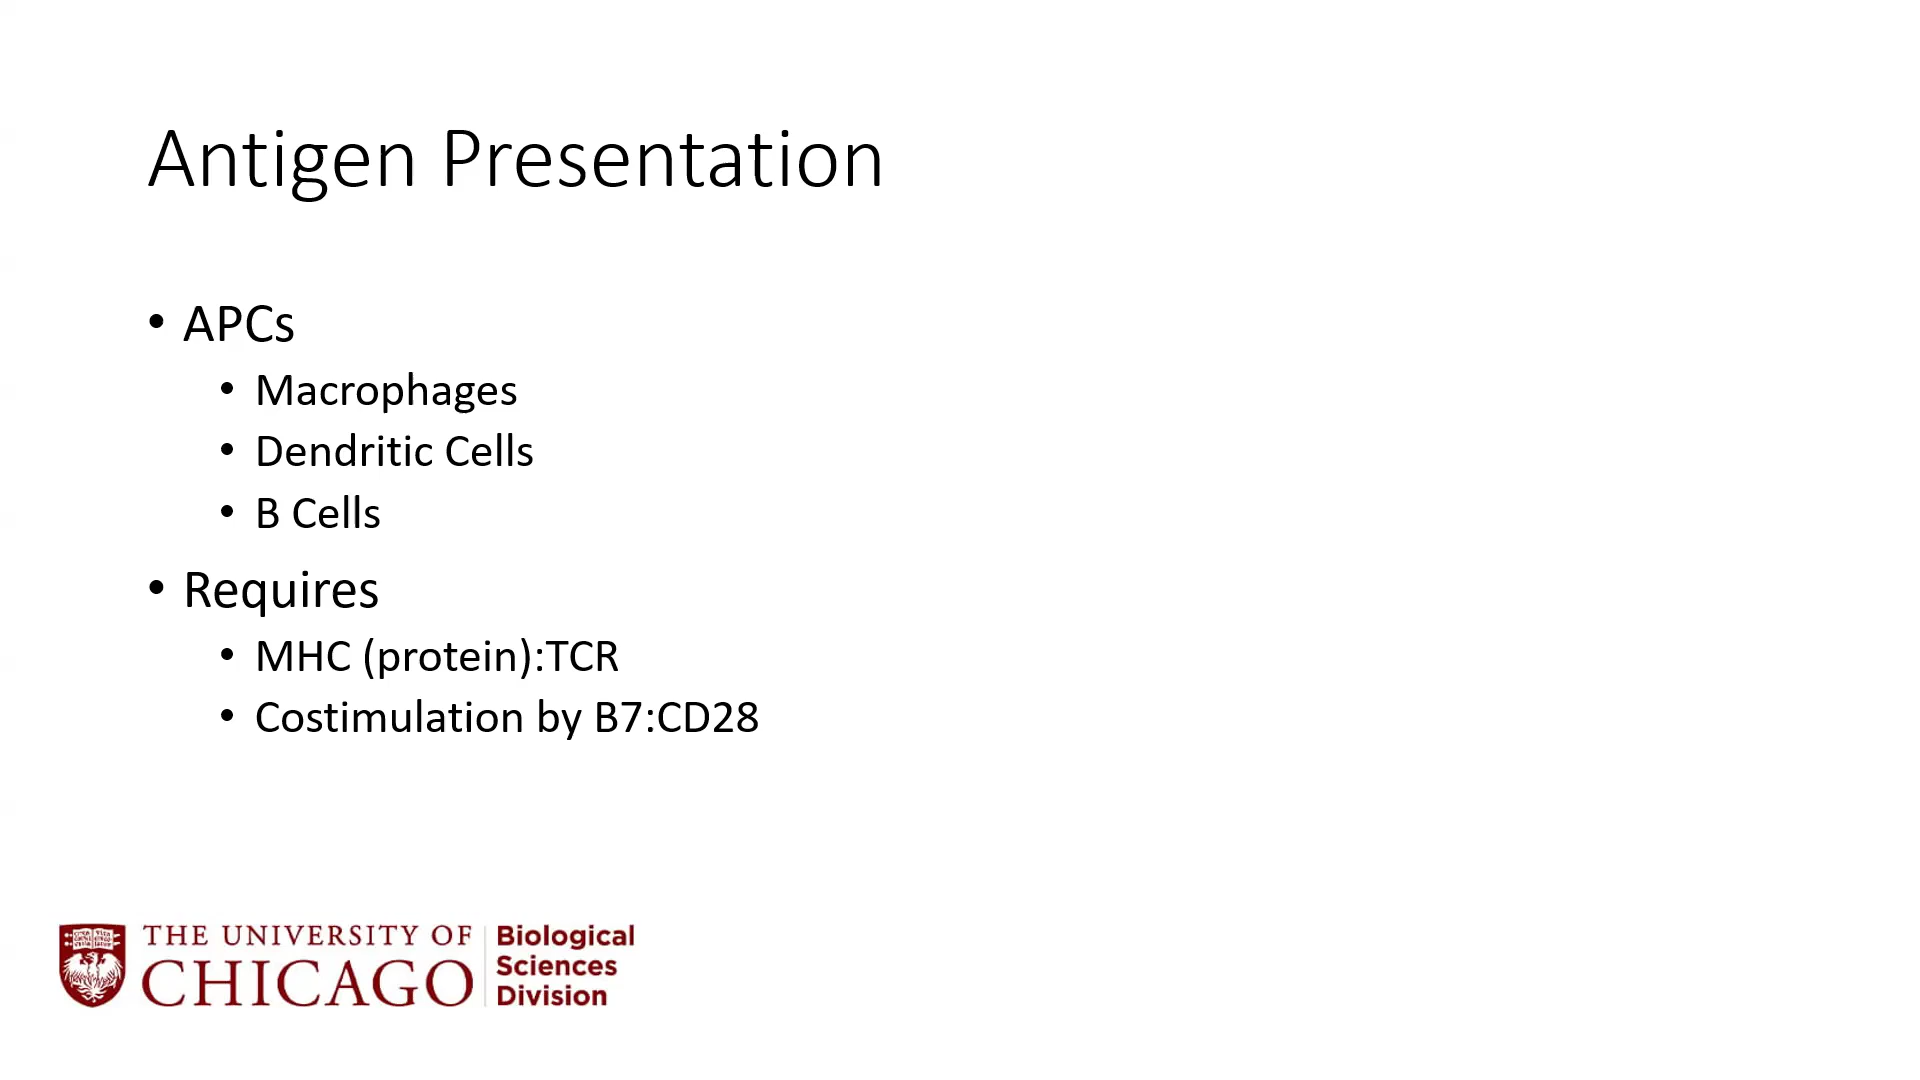 Antigen Presentation
• APCs
• Macrophages
• Dendritic Cells
• B Cells
• Requires
• MHC (protein):TCR
• Costimulation by B7:CD28
THE UNIVERSITY OF
CHICAGO
Biological
Sciences
Division